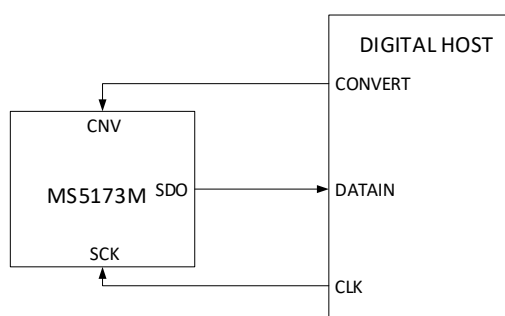 DIGITAL HOST
CONVERT
CNV
MS5173M
SDO
DATAIN
SCK
CLK